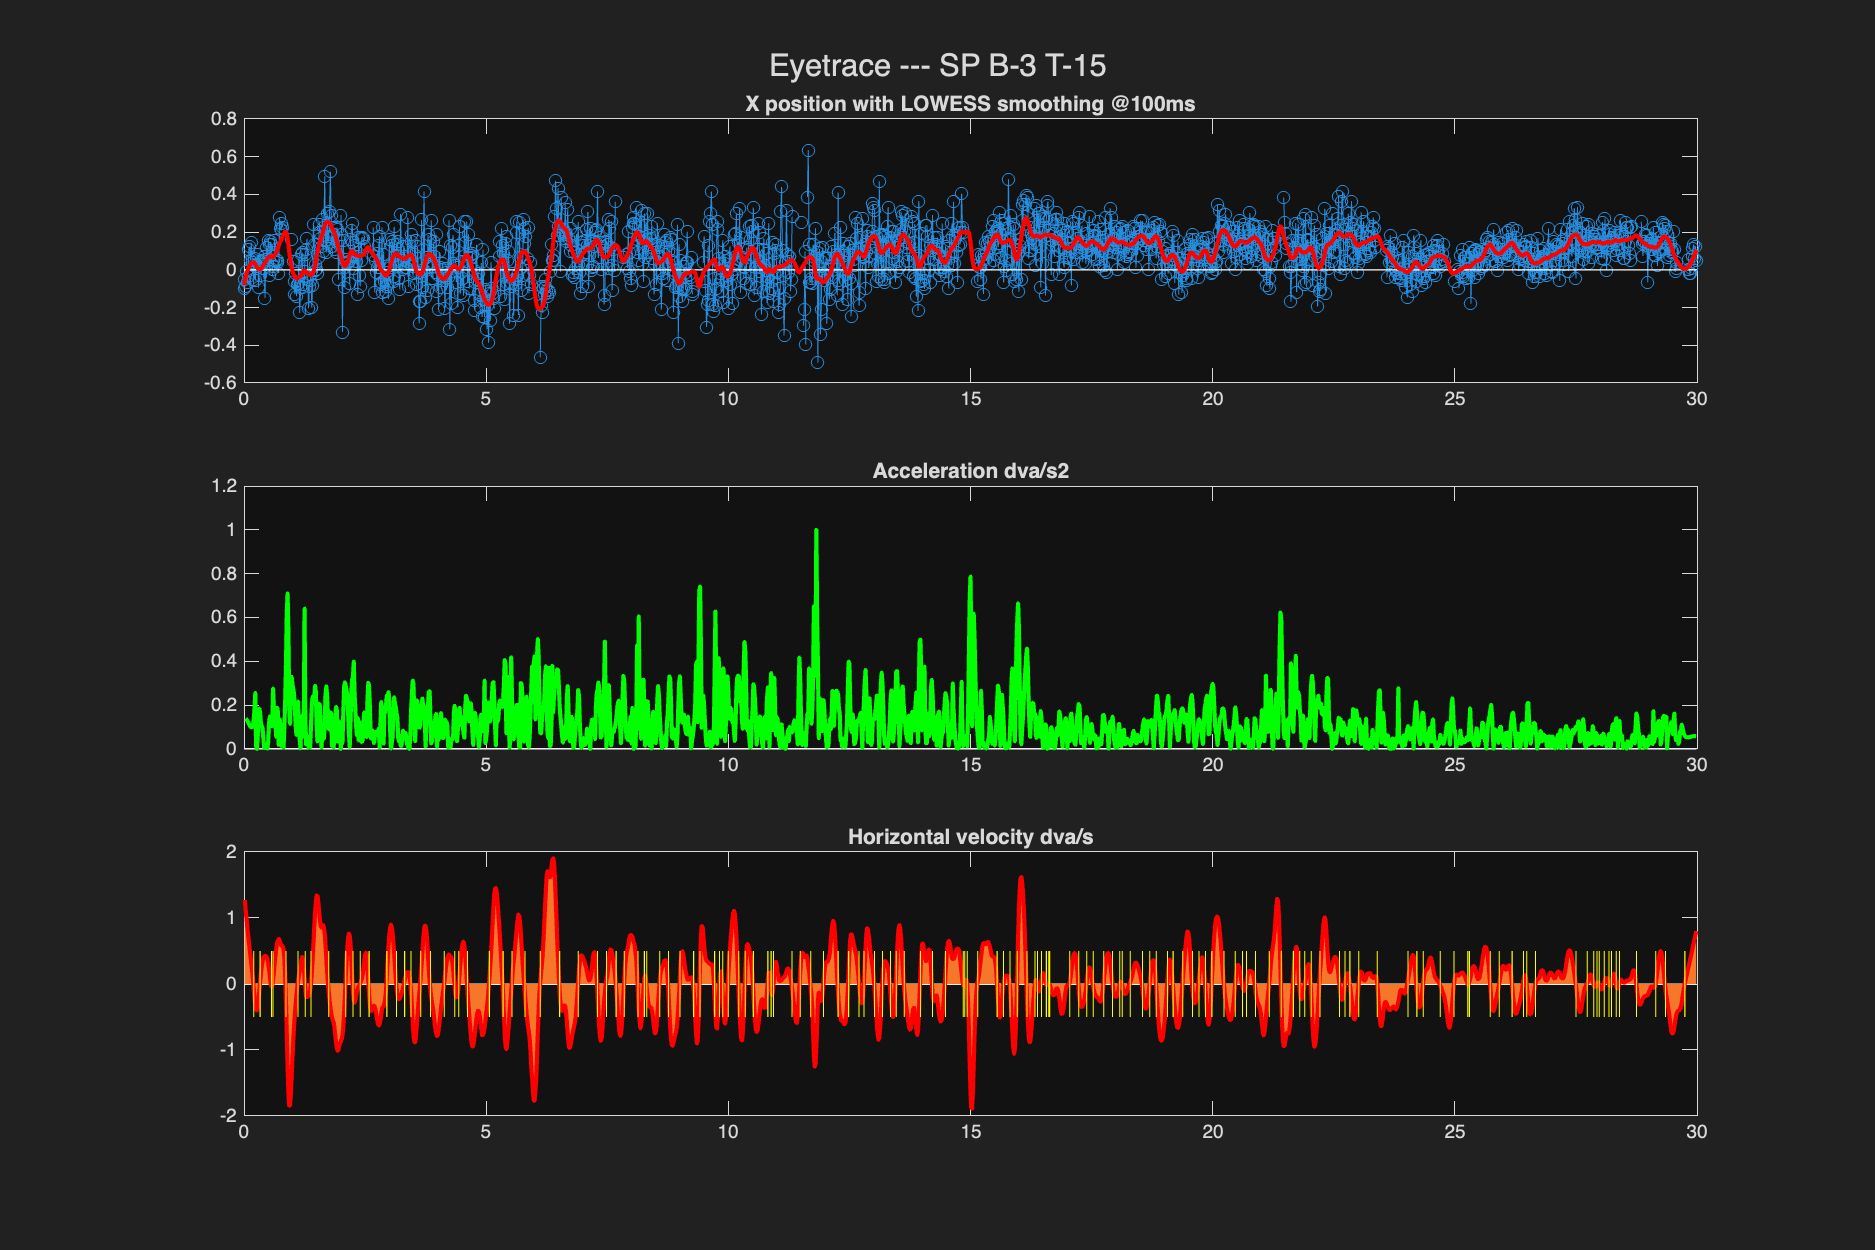 Eyetrace --- SP B-3 T-15
X position with LOWESS smoothing @100ms
0.8
0.6
0.4
0.2
0
-0.2
-0.4
-0.6
0 5 10 15 20 25 30
Acceleration dva/s2
1.2
1
0.8
0.6
0.4
0.2
0
0 5 10 15 20 25 30
Horizontal velocity dva/s
2
1
0
-1
-2
0 5 10 15 20 25 30